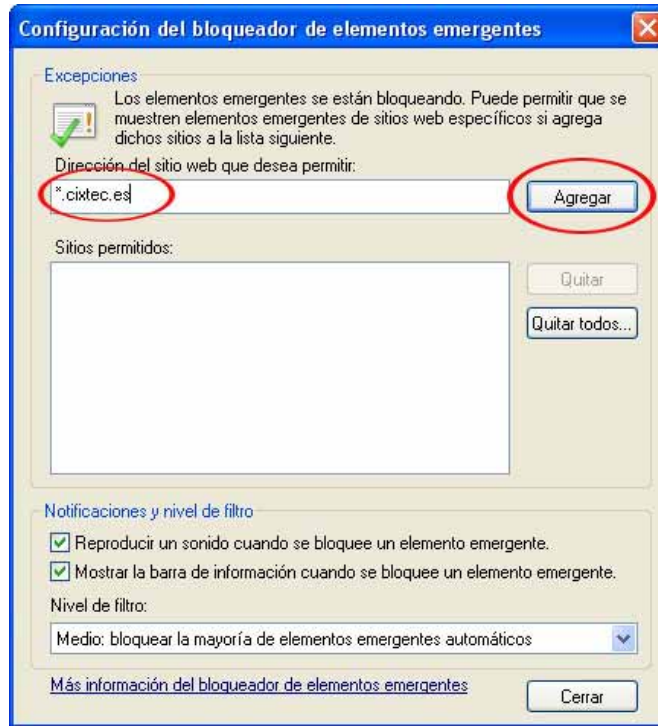 Configuración del bloqueador de elementos emergentes
Excepciones
Los elementos emergentes se están bloqueando. Puede permitir que se
muestren elementos emergentes de sitios web específicos si agrega
dichos sitios a la lista siguiente.
Dirección del sitio web que desea permitir:
*.cixtec.es
Agregar
Sitios permitidos:
Quitar
Quitar todos...
Notificaciones y nivel de filtro
Reproducir un sonido cuando se bloquee un elemento emergente.
Mostrar la barra de información cuando se bloquee un elemento emergente.
Nivel de filtro:
Medio: bloquear la mayoría de elementos emergentes automáticos
Más información del bloqueador de elementos emergentes
Cerrar